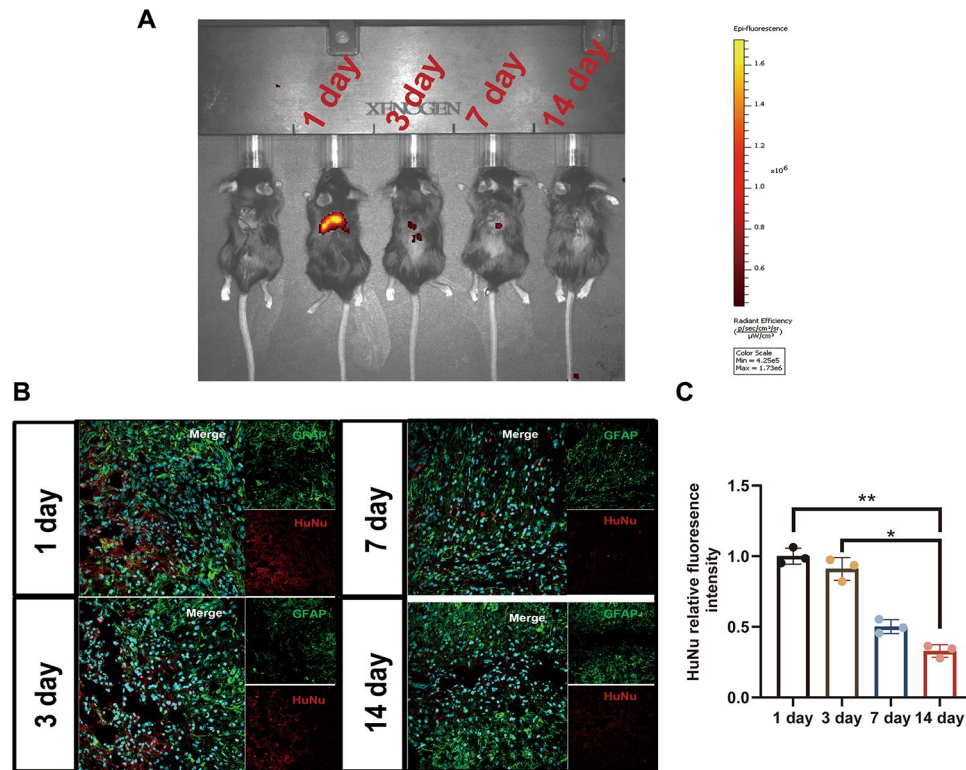 A
1 day
3 day
7 day
14 day
XENOGEN
Epi-fluorescence
1.6
1.4
1.2
x10⁶
1.0
0.8
0.6
Radiant Efficiency
(p/sec/cm²/sr / µW/cm²)
Color Scale
Min = 4.25e5
Max = 1.73e6
B
1 day
Merge
GFAP
HuNu
7 day
Merge
GFAP
HuNu
3 day
Merge
GFAP
HuNu
14 day
Merge
GFAP
HuNu
C
HuNu relative fluoresence
intensity
1.5
1.0
0.5
0.0
**
*
1 day 3 day 7 day 14 day